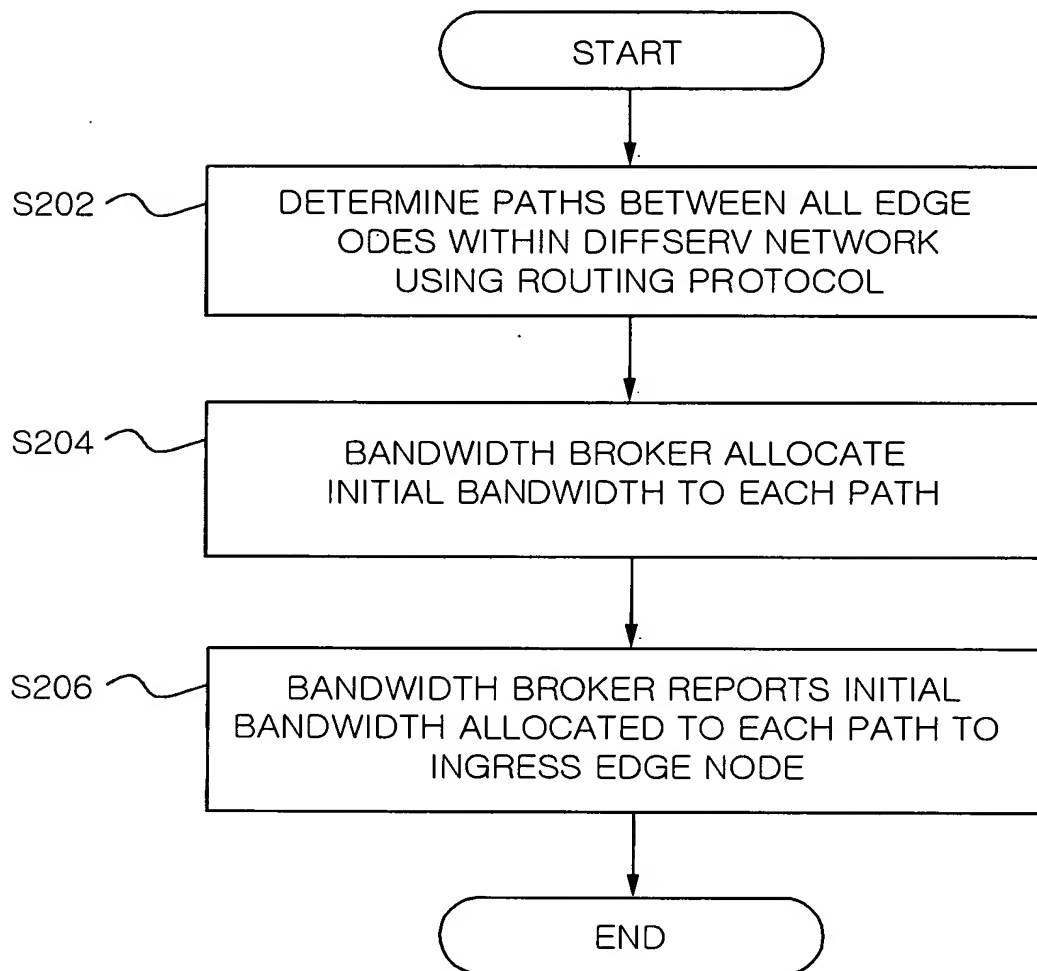 START
S202
DETERMINE PATHS BETWEEN ALL EDGE
ODES WITHIN DIFFSERV NETWORK
USING ROUTING PROTOCOL
S204
BANDWIDTH BROKER ALLOCATE
INITIAL BANDWIDTH TO EACH PATH
S206
BANDWIDTH BROKER REPORTS INITIAL
BANDWIDTH ALLOCATED TO EACH PATH TO
INGRESS EDGE NODE
END